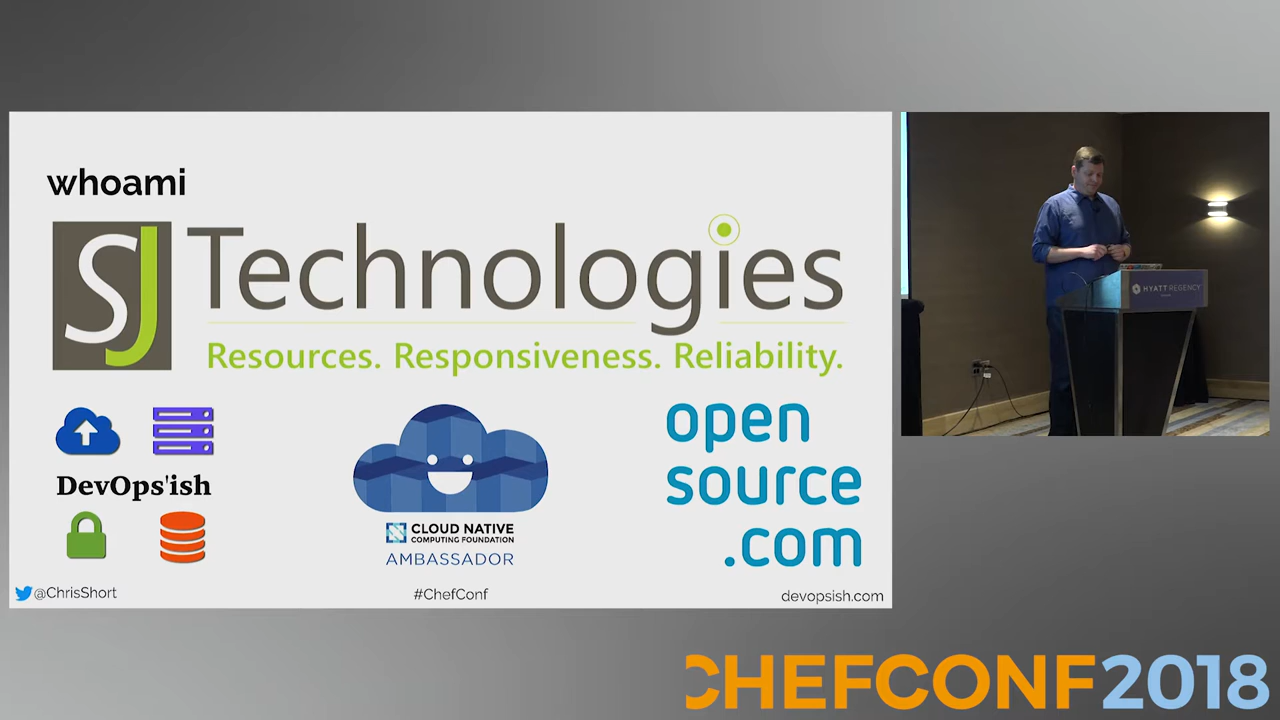 whoami
SJ Technologies
Resources. Responsiveness. Reliability.
DevOps'ish
CLOUD NATIVE
COMPUTING FOUNDATION
AMBASSADOR
open
source
.com
@ChrisShort
#ChefConf
devopsish.com
HYATT REGENCY
CHEFCONF2018